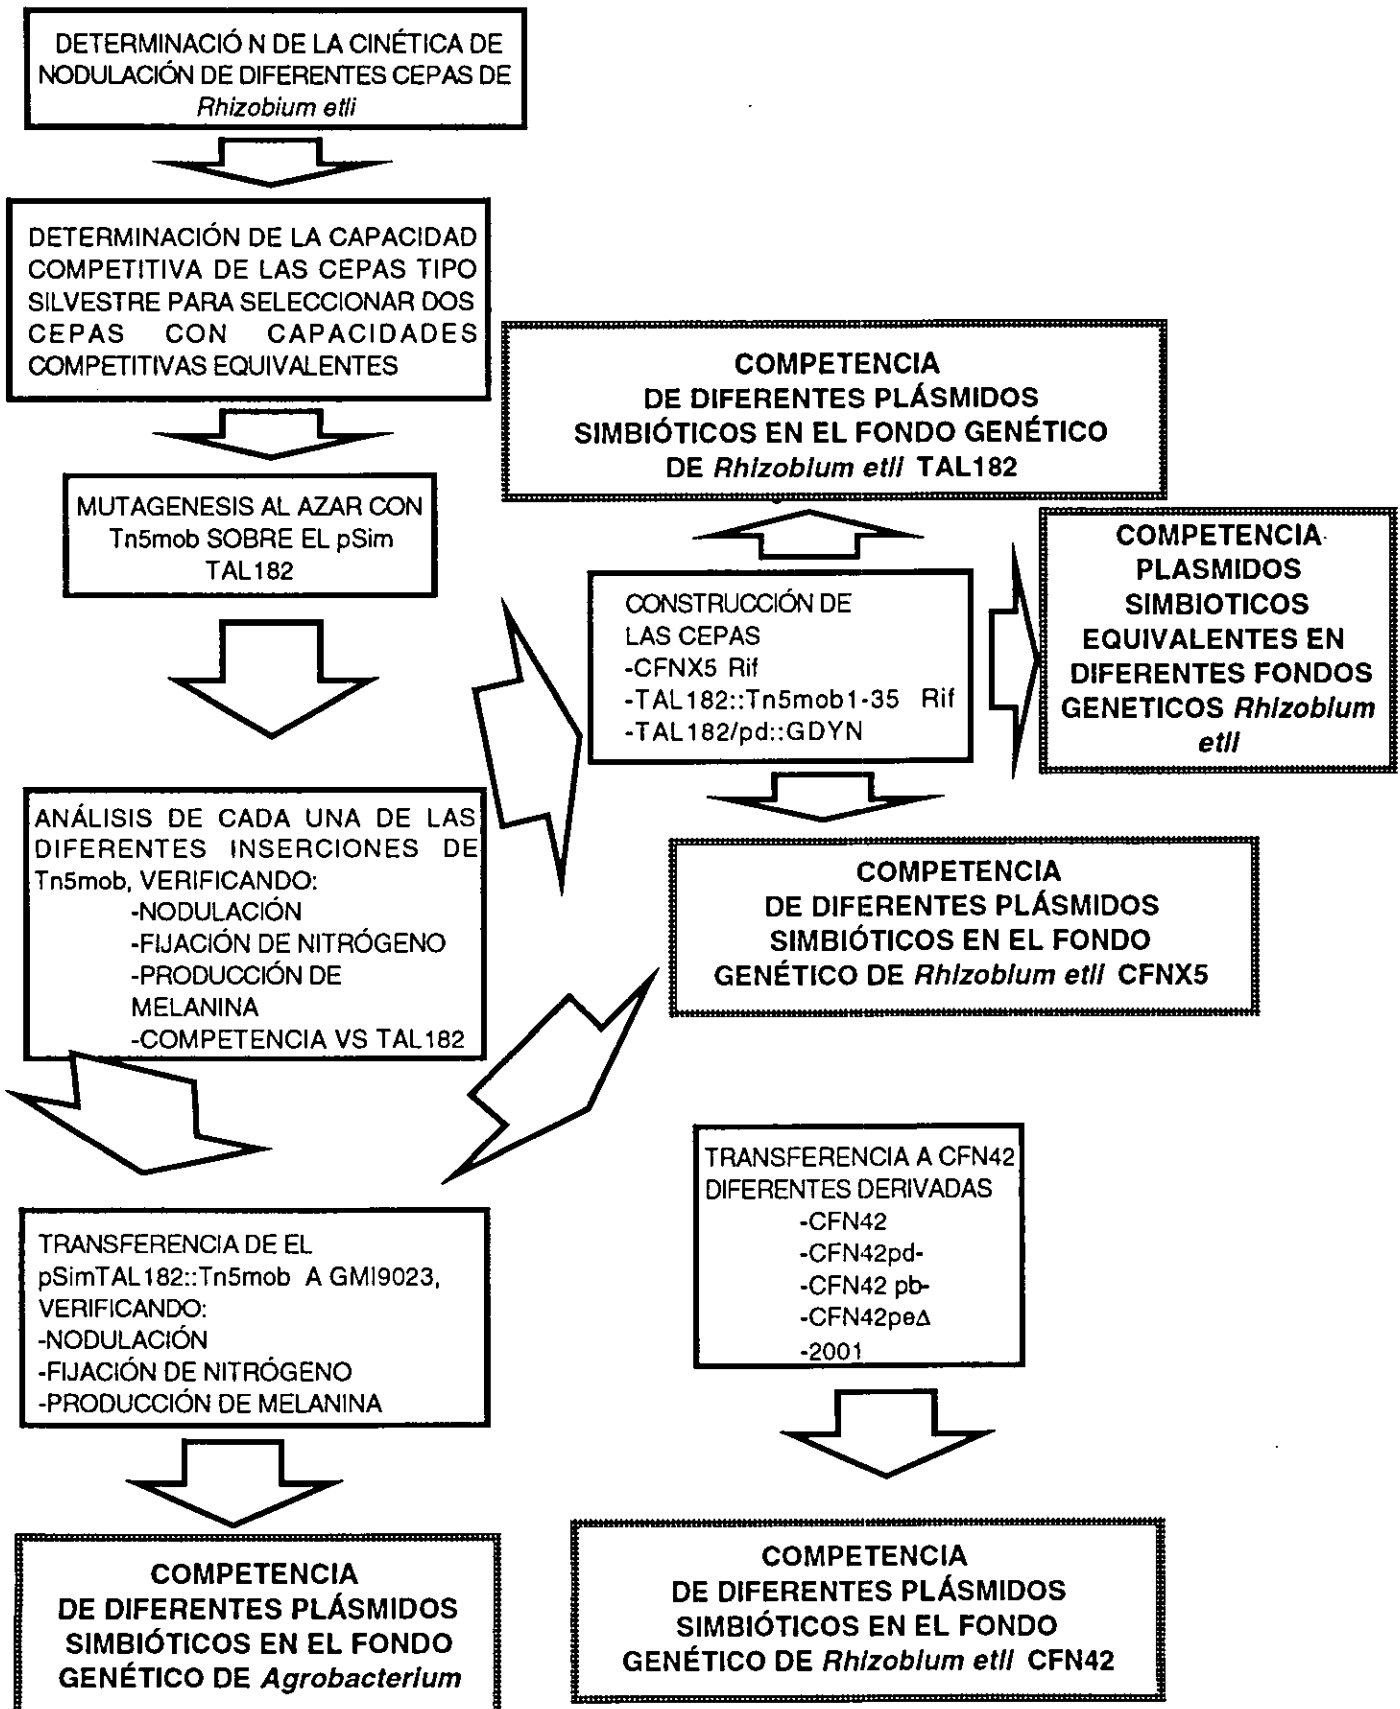 DETERMINACIÓ N DE LA CINÉTICA DE
NODULACIÓN DE DIFERENTES CEPAS DE
Rhizobium etli
DETERMINACIÓN DE LA CAPACIDAD
COMPETITIVA DE LAS CEPAS TIPO
SILVESTRE PARA SELECCIONAR DOS
CEPAS CON CAPACIDADES
COMPETITIVAS EQUIVALENTES
MUTAGENESIS AL AZAR CON
Tn5mob SOBRE EL pSim
TAL182
COMPETENCIA
DE DIFERENTES PLÁSMIDOS
SIMBIÓTICOS EN EL FONDO GENÉTICO
DE Rhizobium etli TAL182
CONSTRUCCIÓN DE
LAS CEPAS
-CFNX5 Rif
-TAL182::Tn5mob1-35 Rif
-TAL182/pd::GDYN
COMPETENCIA
PLASMIDOS
SIMBIOTICOS
EQUIVALENTES EN
DIFERENTES FONDOS
GENETICOS Rhizobium
etli
ANÁLISIS DE CADA UNA DE LAS
DIFERENTES INSERCIONES DE
Tn5mob, VERIFICANDO:
-NODULACIÓN
-FIJACIÓN DE NITRÓGENO
-PRODUCCIÓN DE
MELANINA
-COMPETENCIA VS TAL182
COMPETENCIA
DE DIFERENTES PLÁSMIDOS
SIMBIÓTICOS EN EL FONDO
GENÉTICO DE Rhizobium etli CFNX5
TRANSFERENCIA DE EL
pSimTAL182::Tn5mob A GMI9023,
VERIFICANDO:
-NODULACIÓN
-FIJACIÓN DE NITRÓGENO
-PRODUCCIÓN DE MELANINA
TRANSFERENCIA A CFN42
DIFERENTES DERIVADAS
-CFN42
-CFN42pd-
-CFN42 pb-
-CFN42peΔ
-2001
COMPETENCIA
DE DIFERENTES PLÁSMIDOS
SIMBIÓTICOS EN EL FONDO
GENÉTICO DE Agrobacterium
COMPETENCIA
DE DIFERENTES PLÁSMIDOS
SIMBIÓTICOS EN EL FONDO
GENÉTICO DE Rhizobium etli CFN42